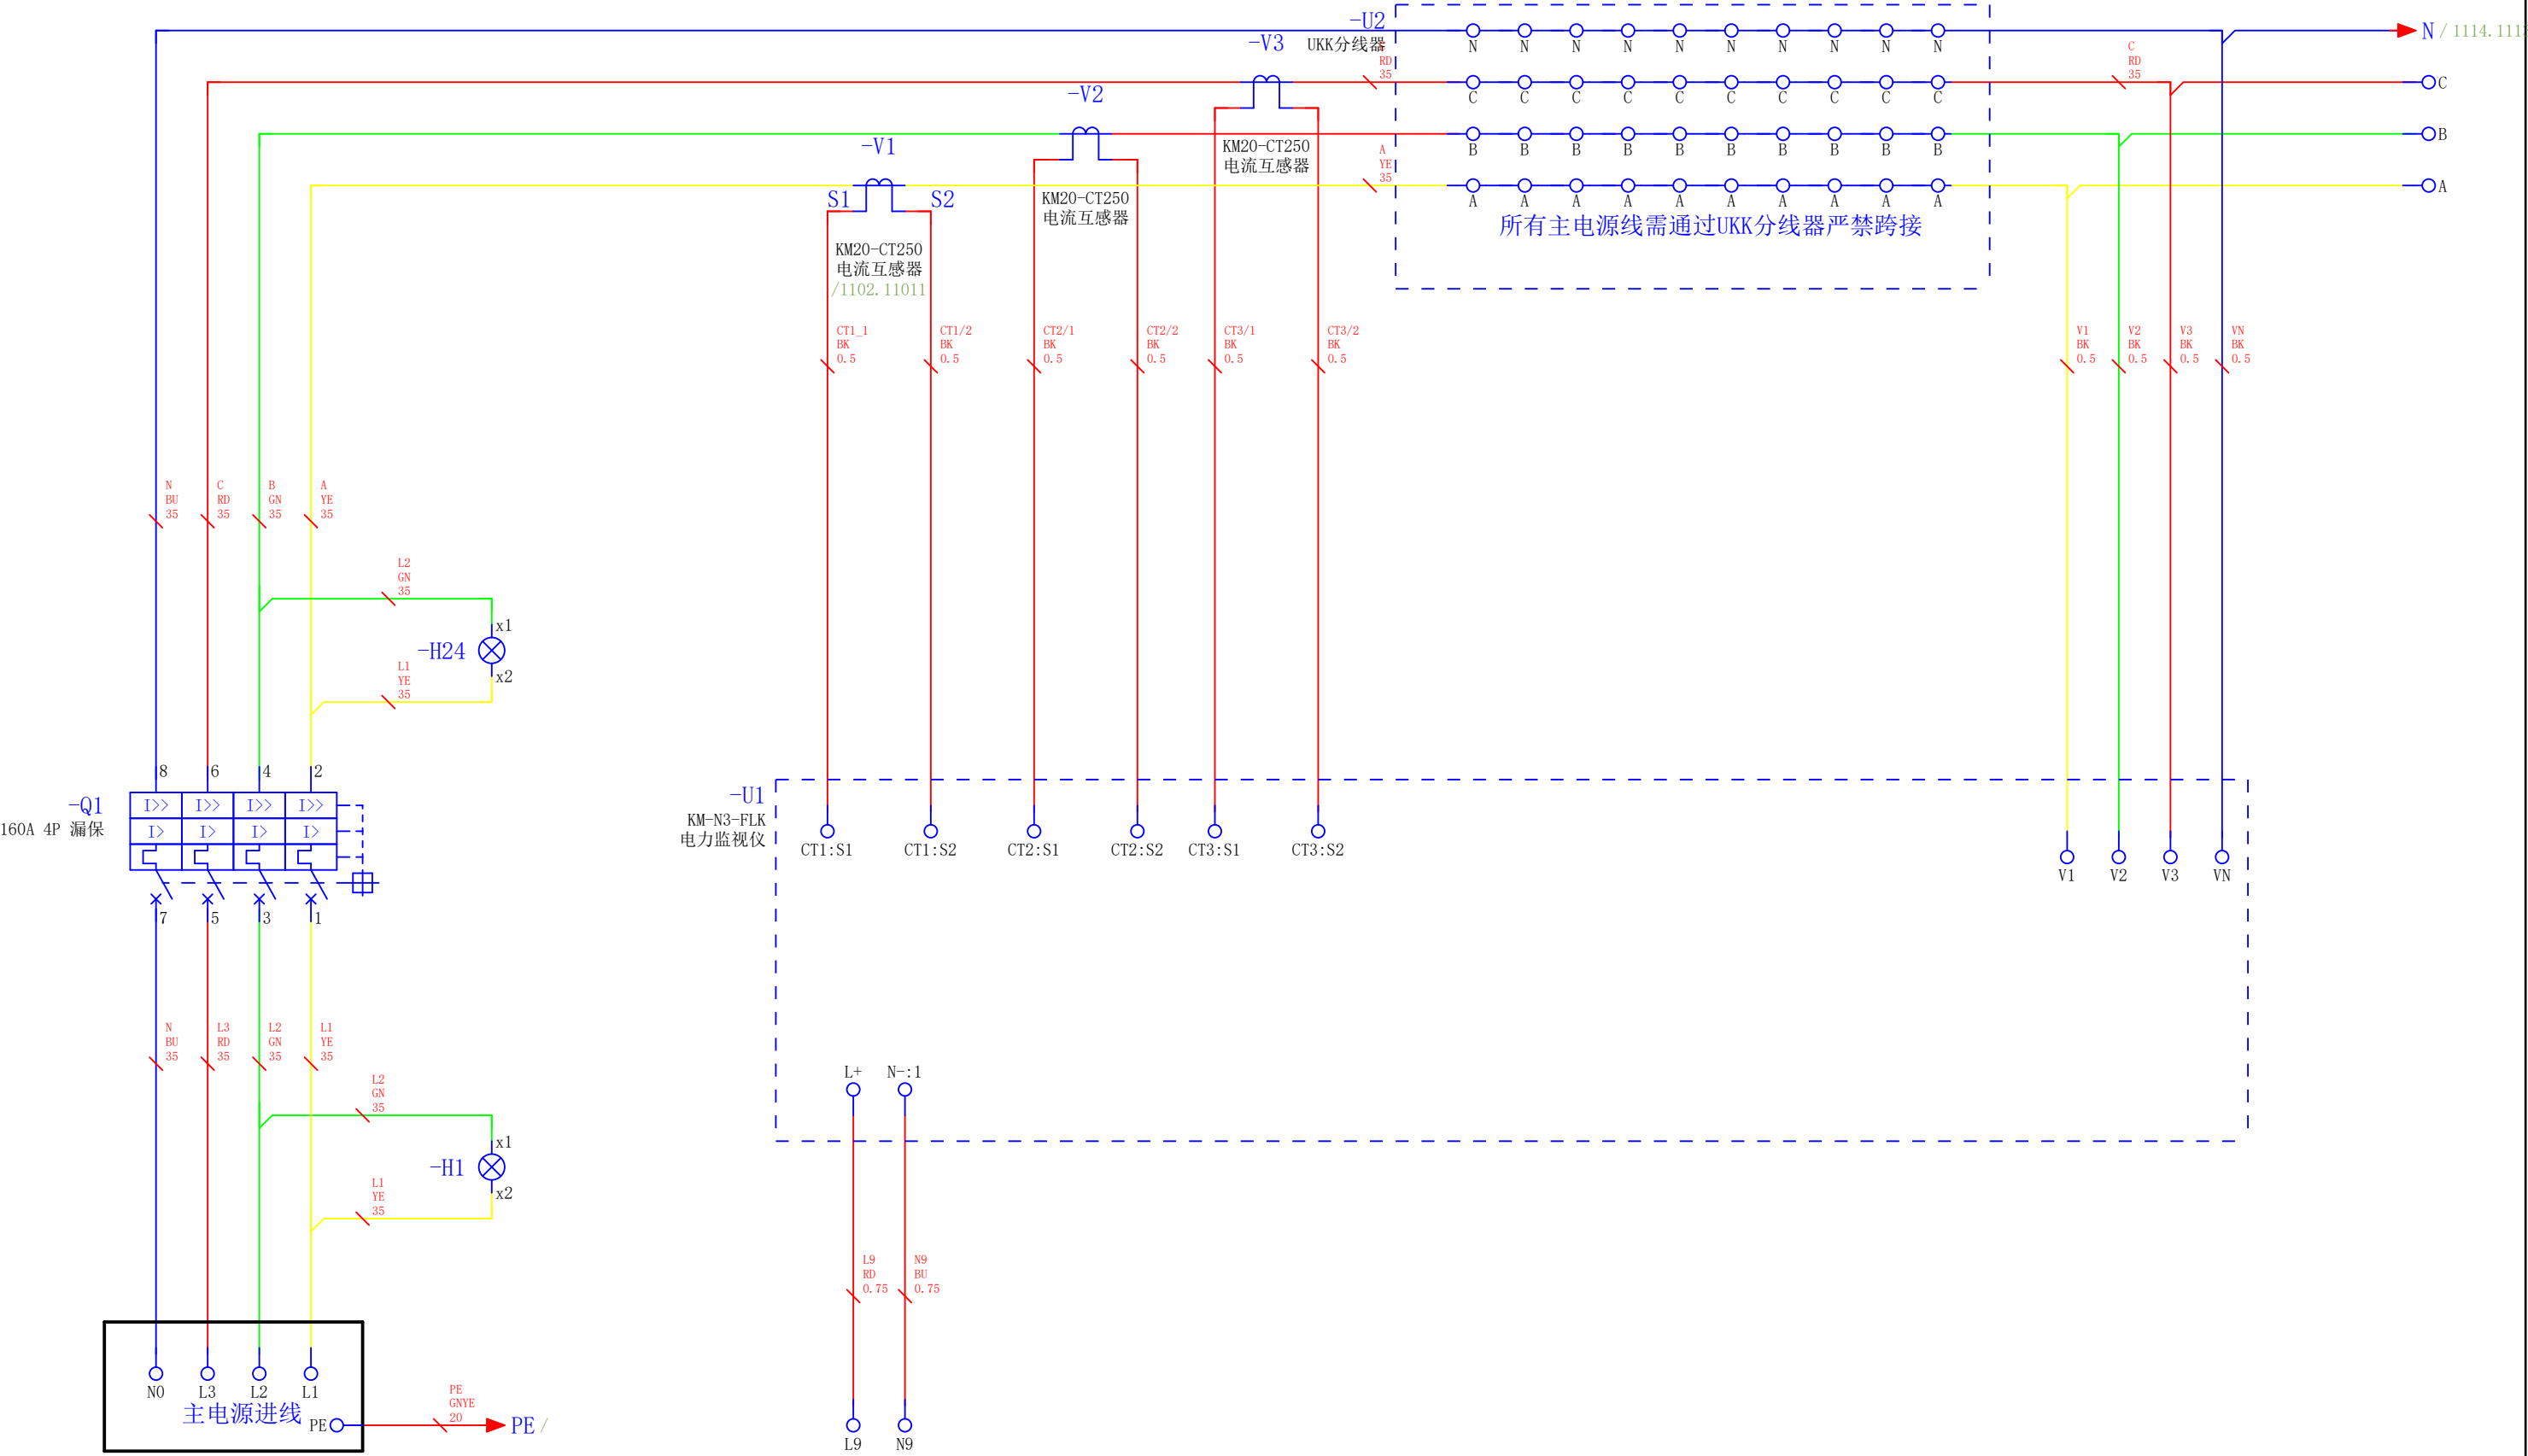 -U2
UKK分线器
N N N N N N N N N N
N / 1114.111
-V3
RD
35
C
RD
35
C C C C C C C C C C
C
-V2
KM20-CT250
电流互感器
B B B B B B B B B B
B
-V1
A
YE
35
S1
S2
KM20-CT250
电流互感器
A A A A A A A A A A
A
所有主电源线需通过UKK分线器严禁跨接
KM20-CT250
电流互感器
/1102.11011
CT1_1
BK
0.5
CT1/2
BK
0.5
CT2/1
BK
0.5
CT2/2
BK
0.5
CT3/1
BK
0.5
CT3/2
BK
0.5
V1
BK
0.5
V2
BK
0.5
V3
BK
0.5
VN
BK
0.5
N
BU
35
C
RD
35
B
GN
35
A
YE
35
L2
GN
35
x1
-H24
x2
L1
YE
35
8 6 4 2
-Q1
160A 4P 漏保
I>> I>> I>> I>>
I> I> I> I>
7 5 3 1
-U1
KM-N3-FLK
电力监视仪
CT1:S1 CT1:S2 CT2:S1 CT2:S2 CT3:S1 CT3:S2
V1 V2 V3 VN
N
BU
35
L3
RD
35
L2
GN
35
L1
YE
35
L2
GN
35
x1
-H1
x2
L1
YE
35
L+ N-:1
L9
RD
0.75
N9
BU
0.75
N0 L3 L2 L1
主电源进线
PE
PE
GNYE
20
PE /
L9 N9